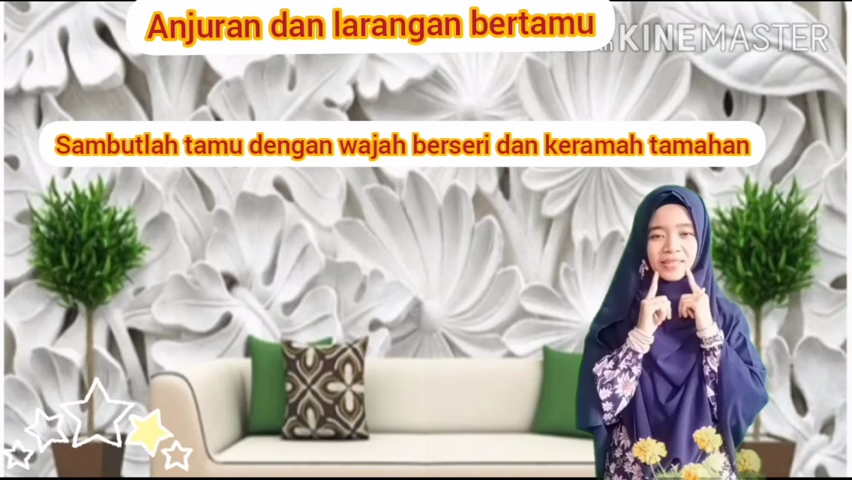 Anjuran dan larangan bertamu
KINEMASTER
Sambutlah tamu dengan wajah berseri dan keramah tamahan